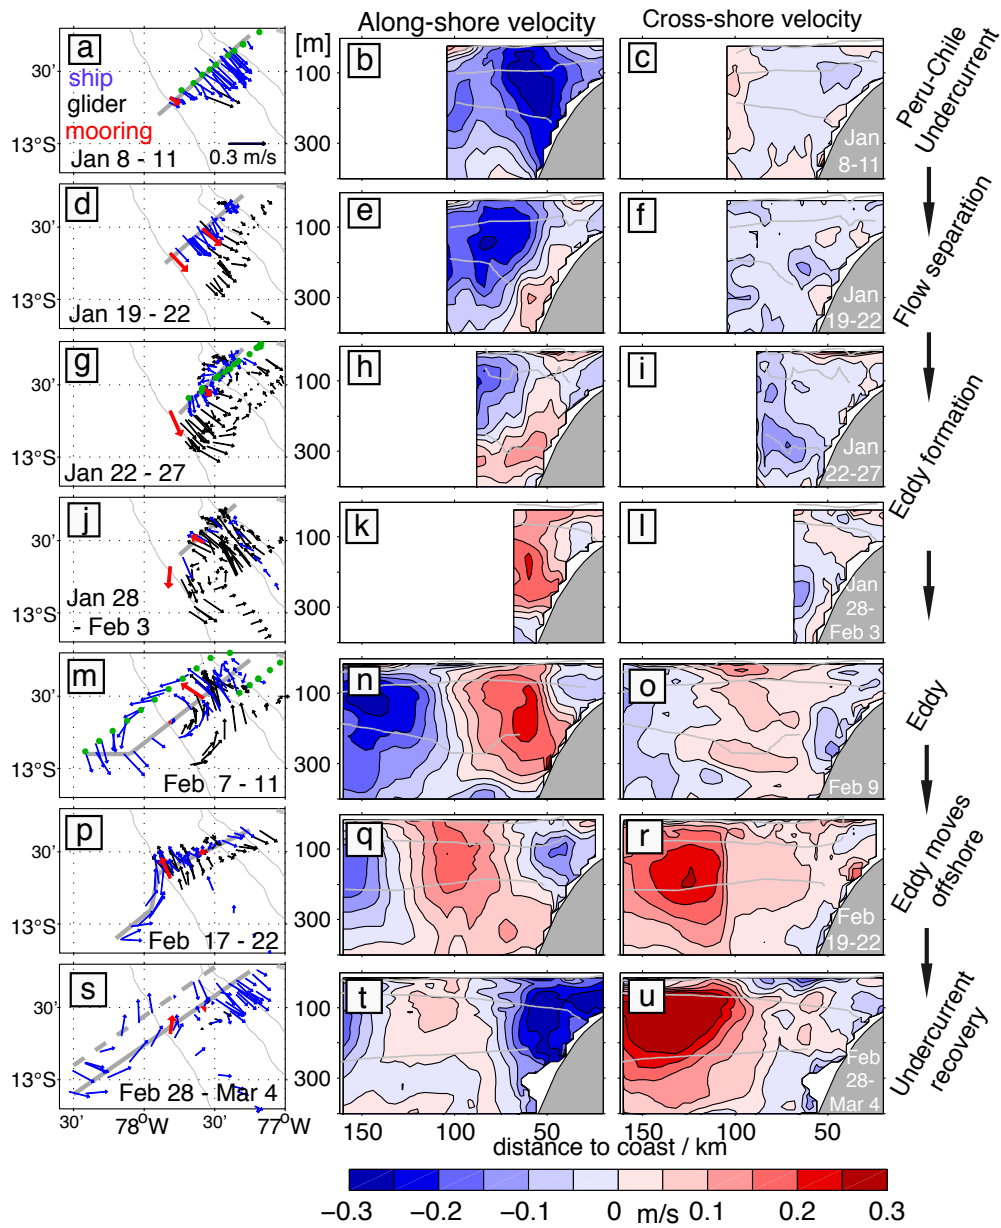 Along-shore velocity
Cross-shore velocity
[m]
a
30'
ship
glider
mooring
13°S
Jan 8 - 11
0.3 m/s
b
100
300
c
Jan
8-11
Peru-Chile
Undercurrent
d
30'
13°S
Jan 19 - 22
e
100
300
f
Jan
19-22
Flow separation
g
30'
13°S
Jan 22 - 27
h
100
300
i
Jan
22-27
Eddy formation
j
30'
Jan 28
13°S
- Feb 3
k
100
300
l
Jan
28-
Feb 3
m
30'
13°S
Feb 7 - 11
n
100
300
o
Feb 9
Eddy
p
30'
13°S
Feb 17 - 22
q
100
300
r
Feb
19-22
Eddy moves
offshore
s
30'
13°S
Feb 28 - Mar 4
t
100
300
u
Feb
28-
Mar 4
Undercurrent
recovery
30' 78°W 30' 77°W
150 100 50
150 100 50
distance to coast / km
−0.3 −0.2 −0.1 0 m/s 0.1 0.2 0.3